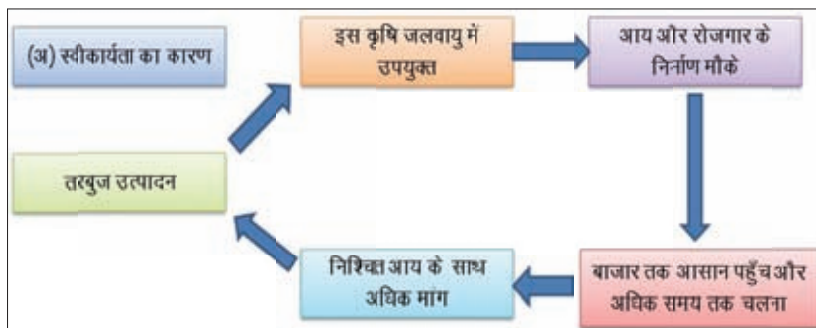 (अ) स्वीकार्यता का कारण
इस कृषि जलवायु में
उपयुक्त
आय और रोजगार के
निर्नाण मौके
तरबुज उत्पादन
निश्चित आय के साथ
अधिक मांग
बाजार तक आसान पहुँच और
अधिक समय तक चलना